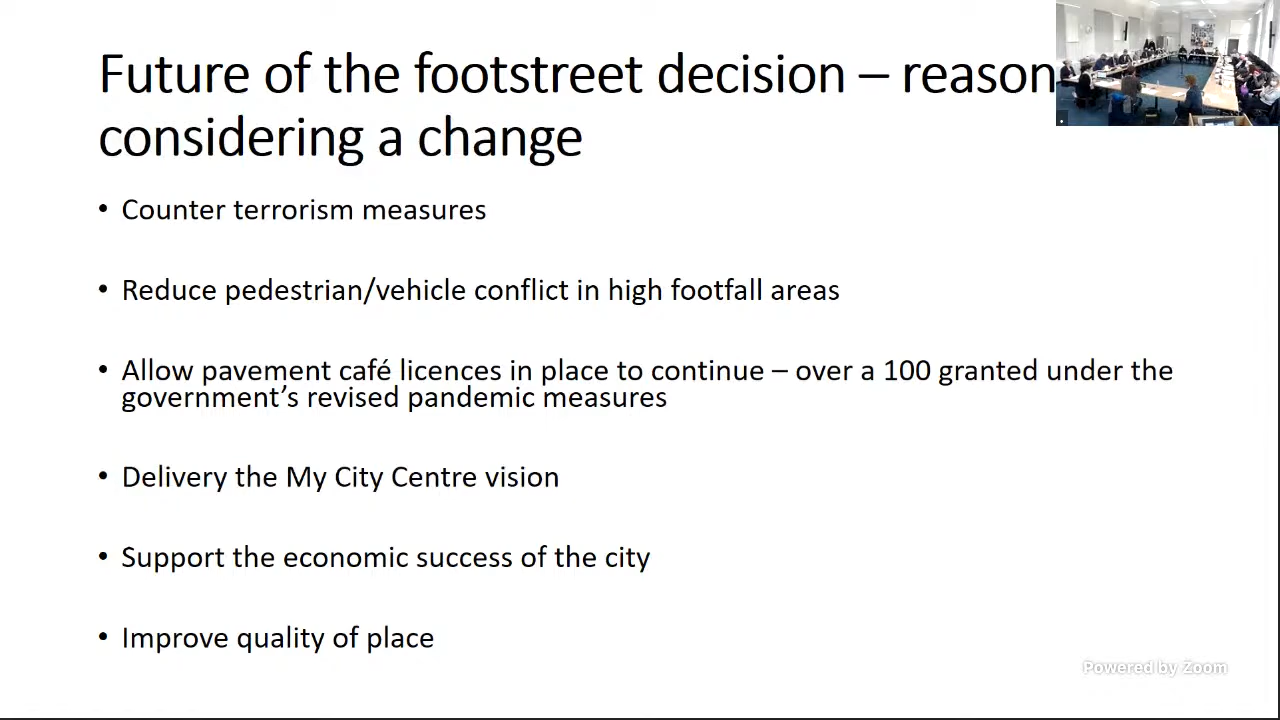 Future of the footstreet decision – reason
considering a change
• Counter terrorism measures
• Reduce pedestrian/vehicle conflict in high footfall areas
• Allow pavement café licences in place to continue – over a 100 granted under the
government’s revised pandemic measures
• Delivery the My City Centre vision
• Support the economic success of the city
• Improve quality of place
Powered by Zoom